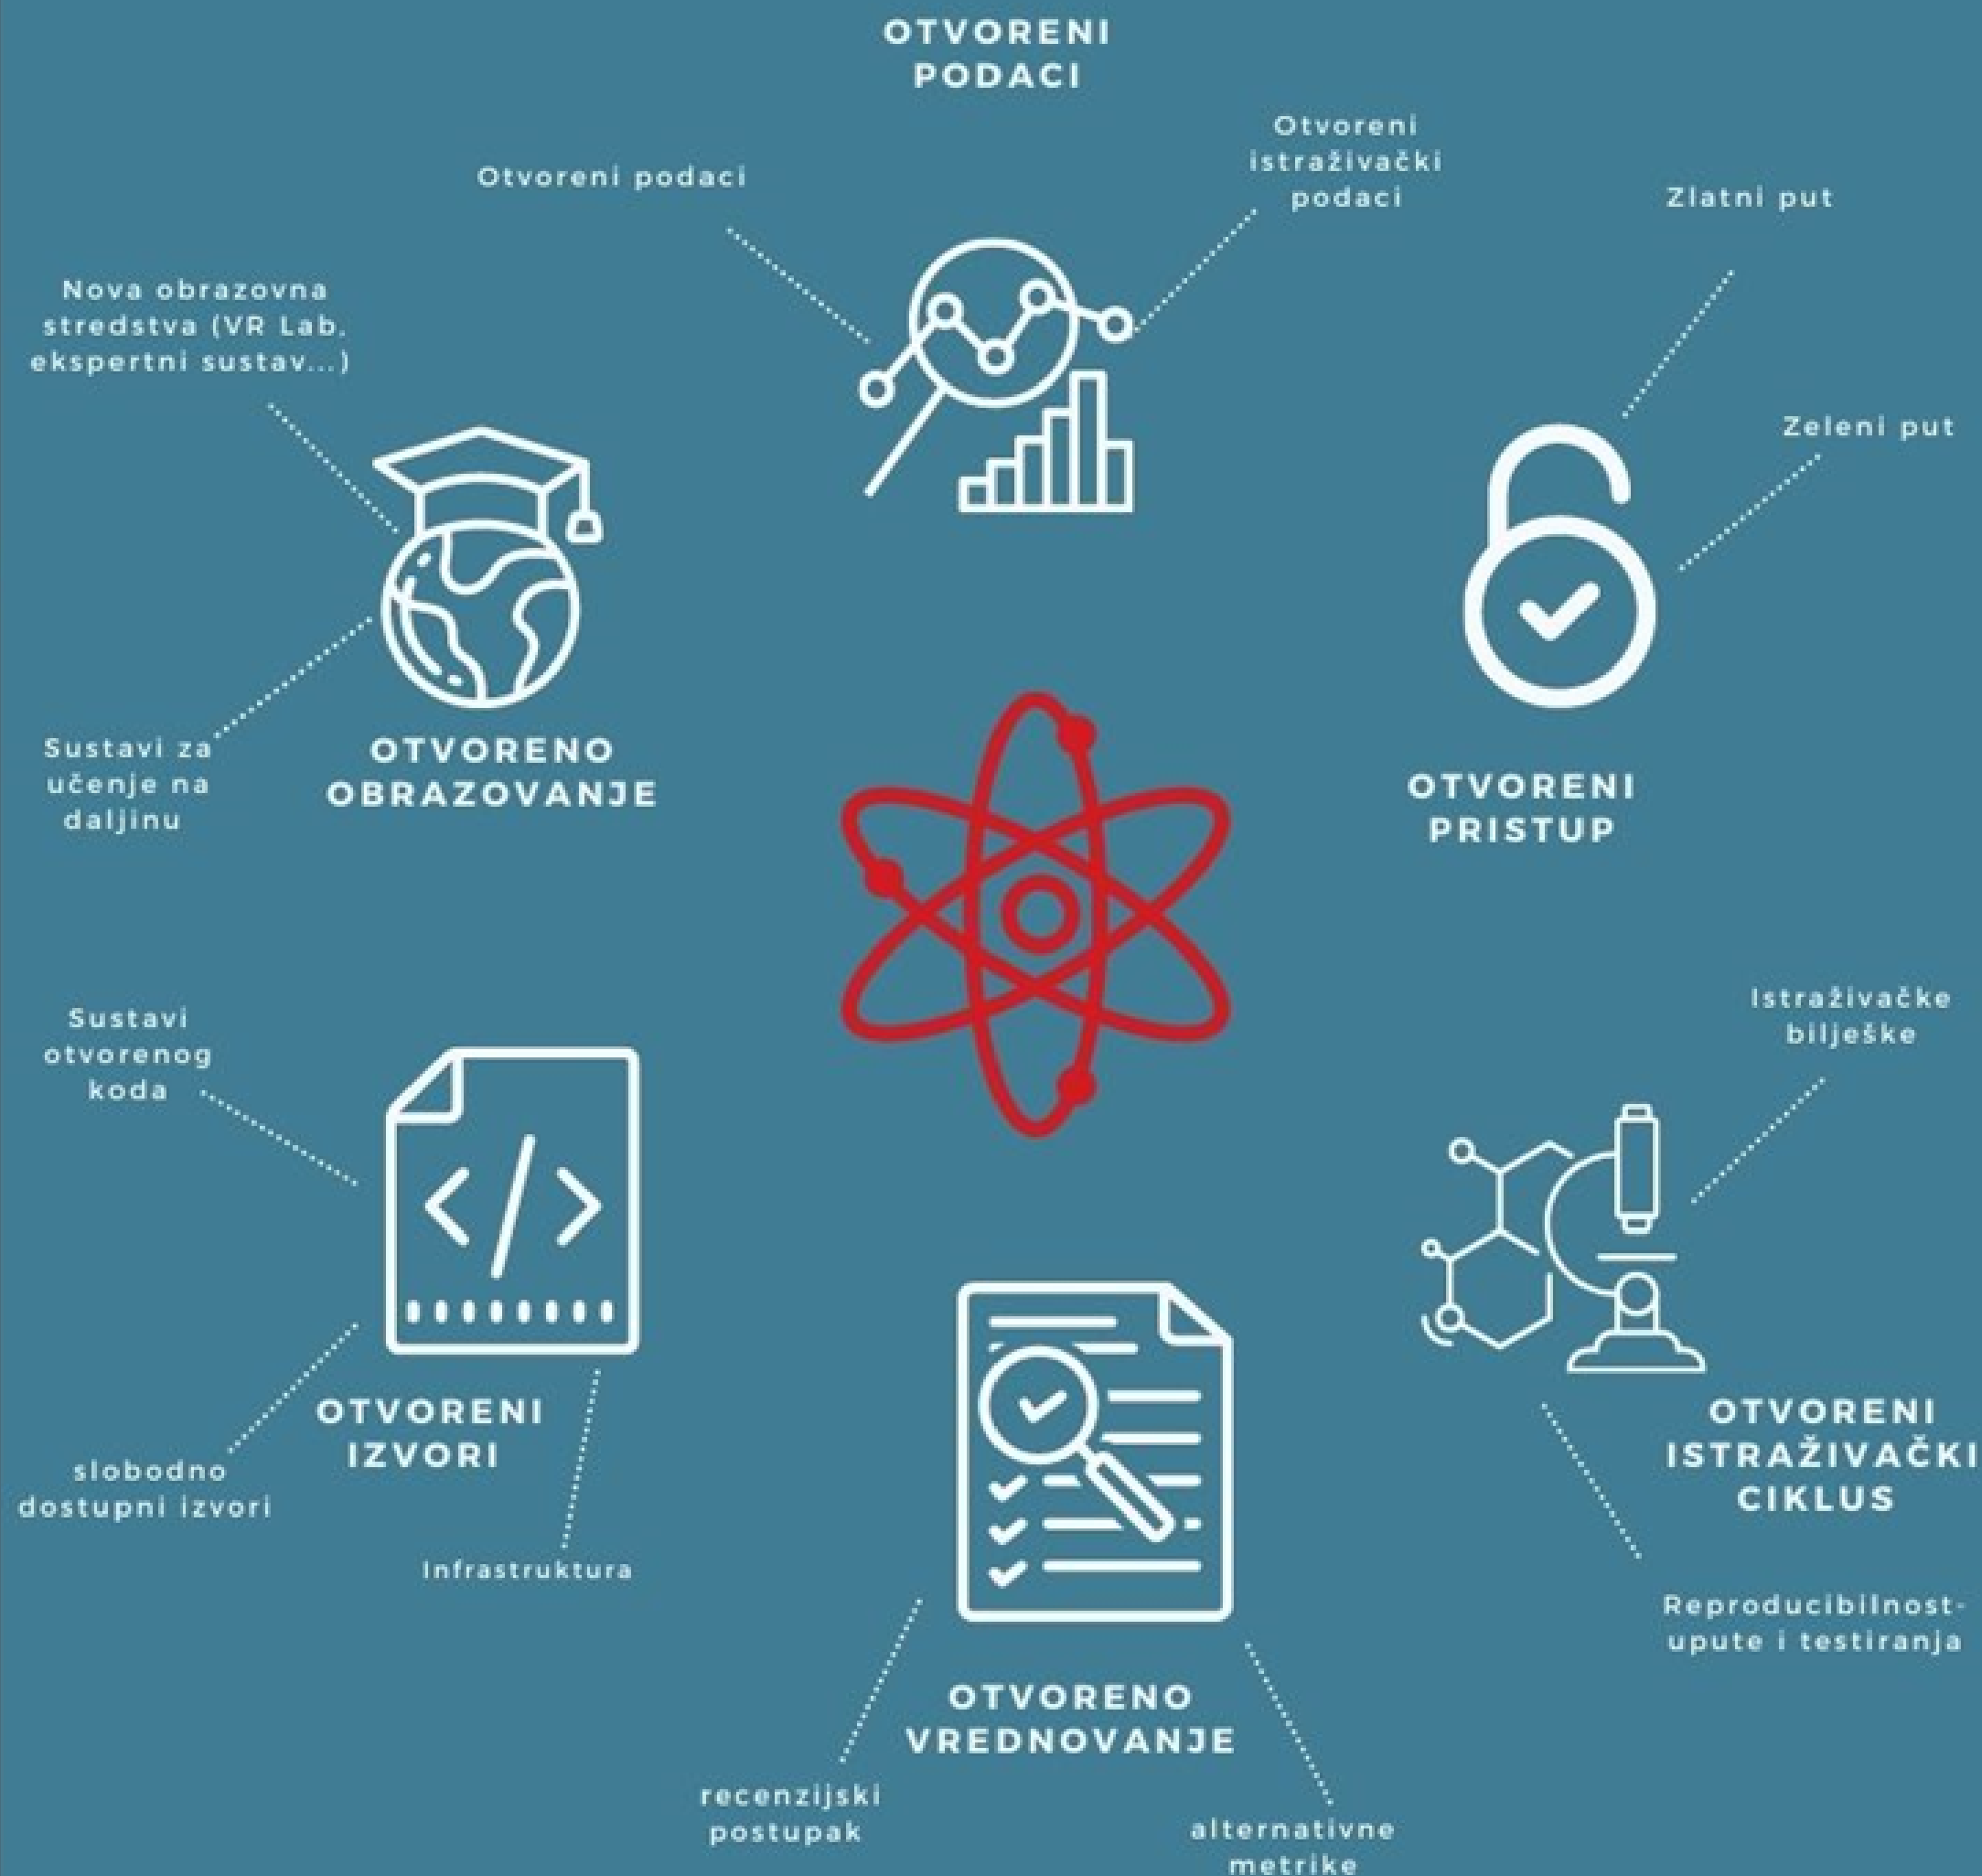 OTVORENI
PODACI
Otvoreni podaci
Otvoreni
istraživački
podaci
Zlatni put
Zeleni put
OTVORENI
PRISTUP
Nova obrazovna
stredstva (VR Lab,
ekspertni sustav...)
Sustavi za
učenje na
daljinu
OTVORENO
OBRAZOVANJE
Sustavi
otvorenog
koda
slobodno
dostupni izvori
OTVORENI
IZVORI
Infrastruktura
Istraživačke
bilješke
OTVORENI
ISTRAŽIVAČKI
CIKLUS
Reproducibilnost-
upute i testiranja
OTVORENO
VREDNOVANJE
recenzijski
postupak
alternativne
metrike